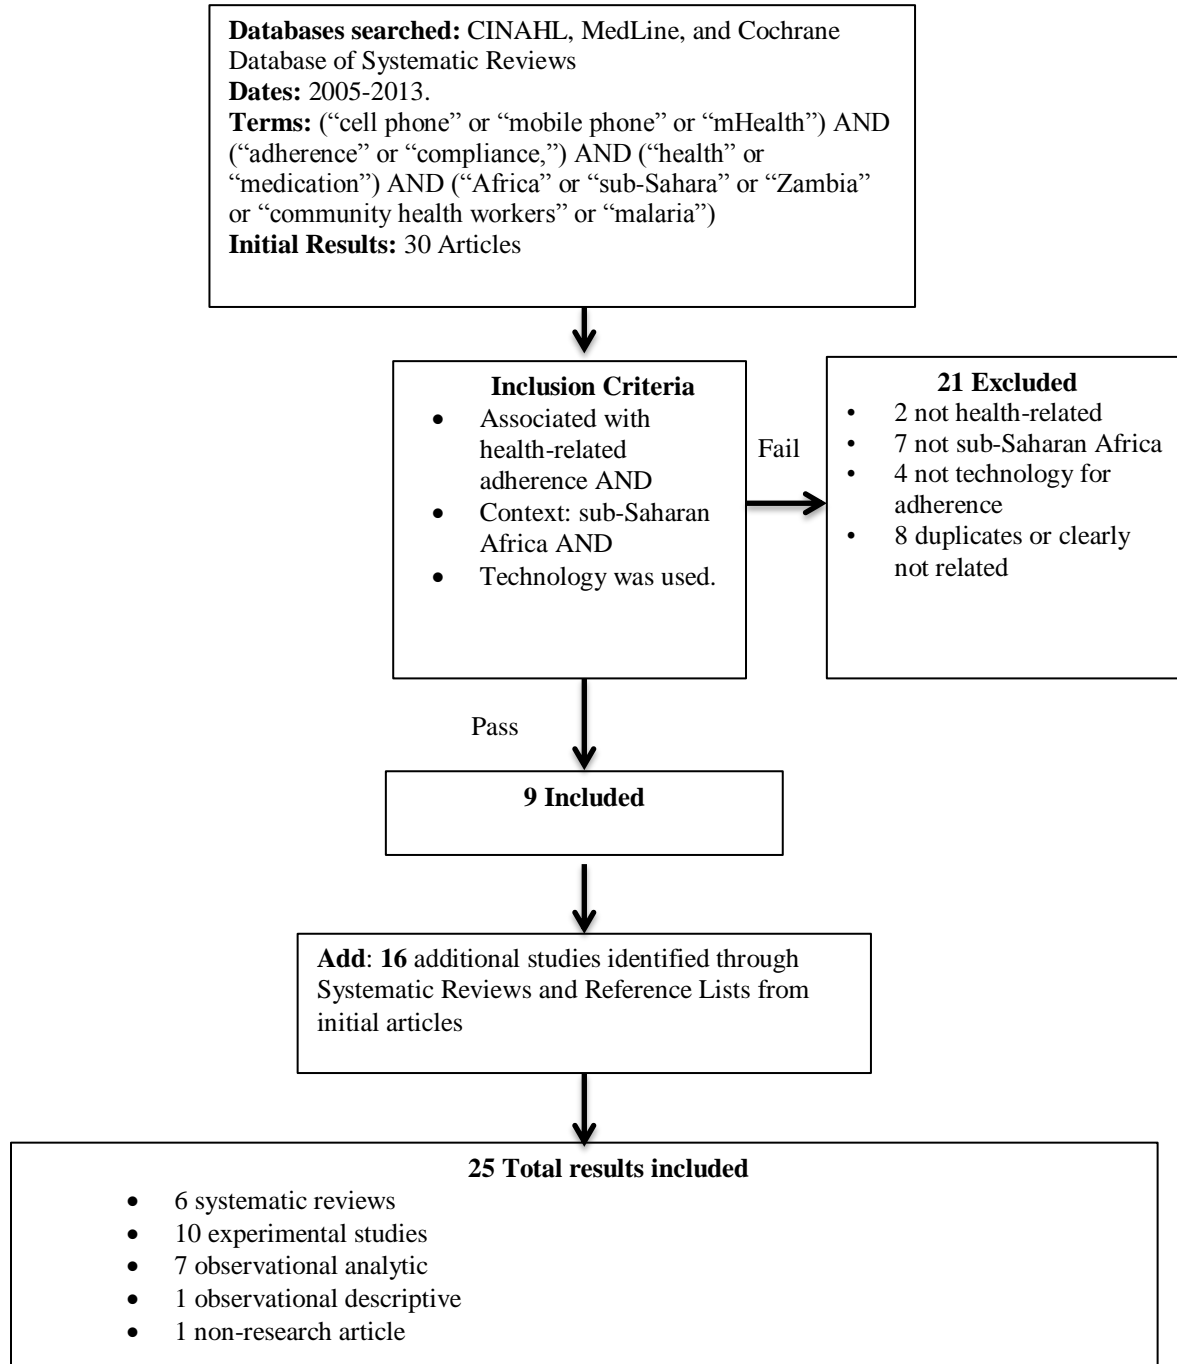 Databases searched: CINAHL, MedLine, and Cochrane
Database of Systematic Reviews
Dates: 2005-2013.
Terms: (“cell phone” or “mobile phone” or “mHealth”) AND
(“adherence” or “compliance,”) AND (“health” or
“medication”) AND (“Africa” or “sub-Sahara” or “Zambia”
or “community health workers” or “malaria”)
Initial Results: 30 Articles
Inclusion Criteria
• Associated with
health-related
adherence AND
• Context: sub-Saharan
Africa AND
• Technology was used.
Fail
21 Excluded
• 2 not health-related
• 7 not sub-Saharan Africa
• 4 not technology for
adherence
• 8 duplicates or clearly
not related
Pass
9 Included
Add: 16 additional studies identified through
Systematic Reviews and Reference Lists from
initial articles
25 Total results included
• 6 systematic reviews
• 10 experimental studies
• 7 observational analytic
• 1 observational descriptive
• 1 non-research article